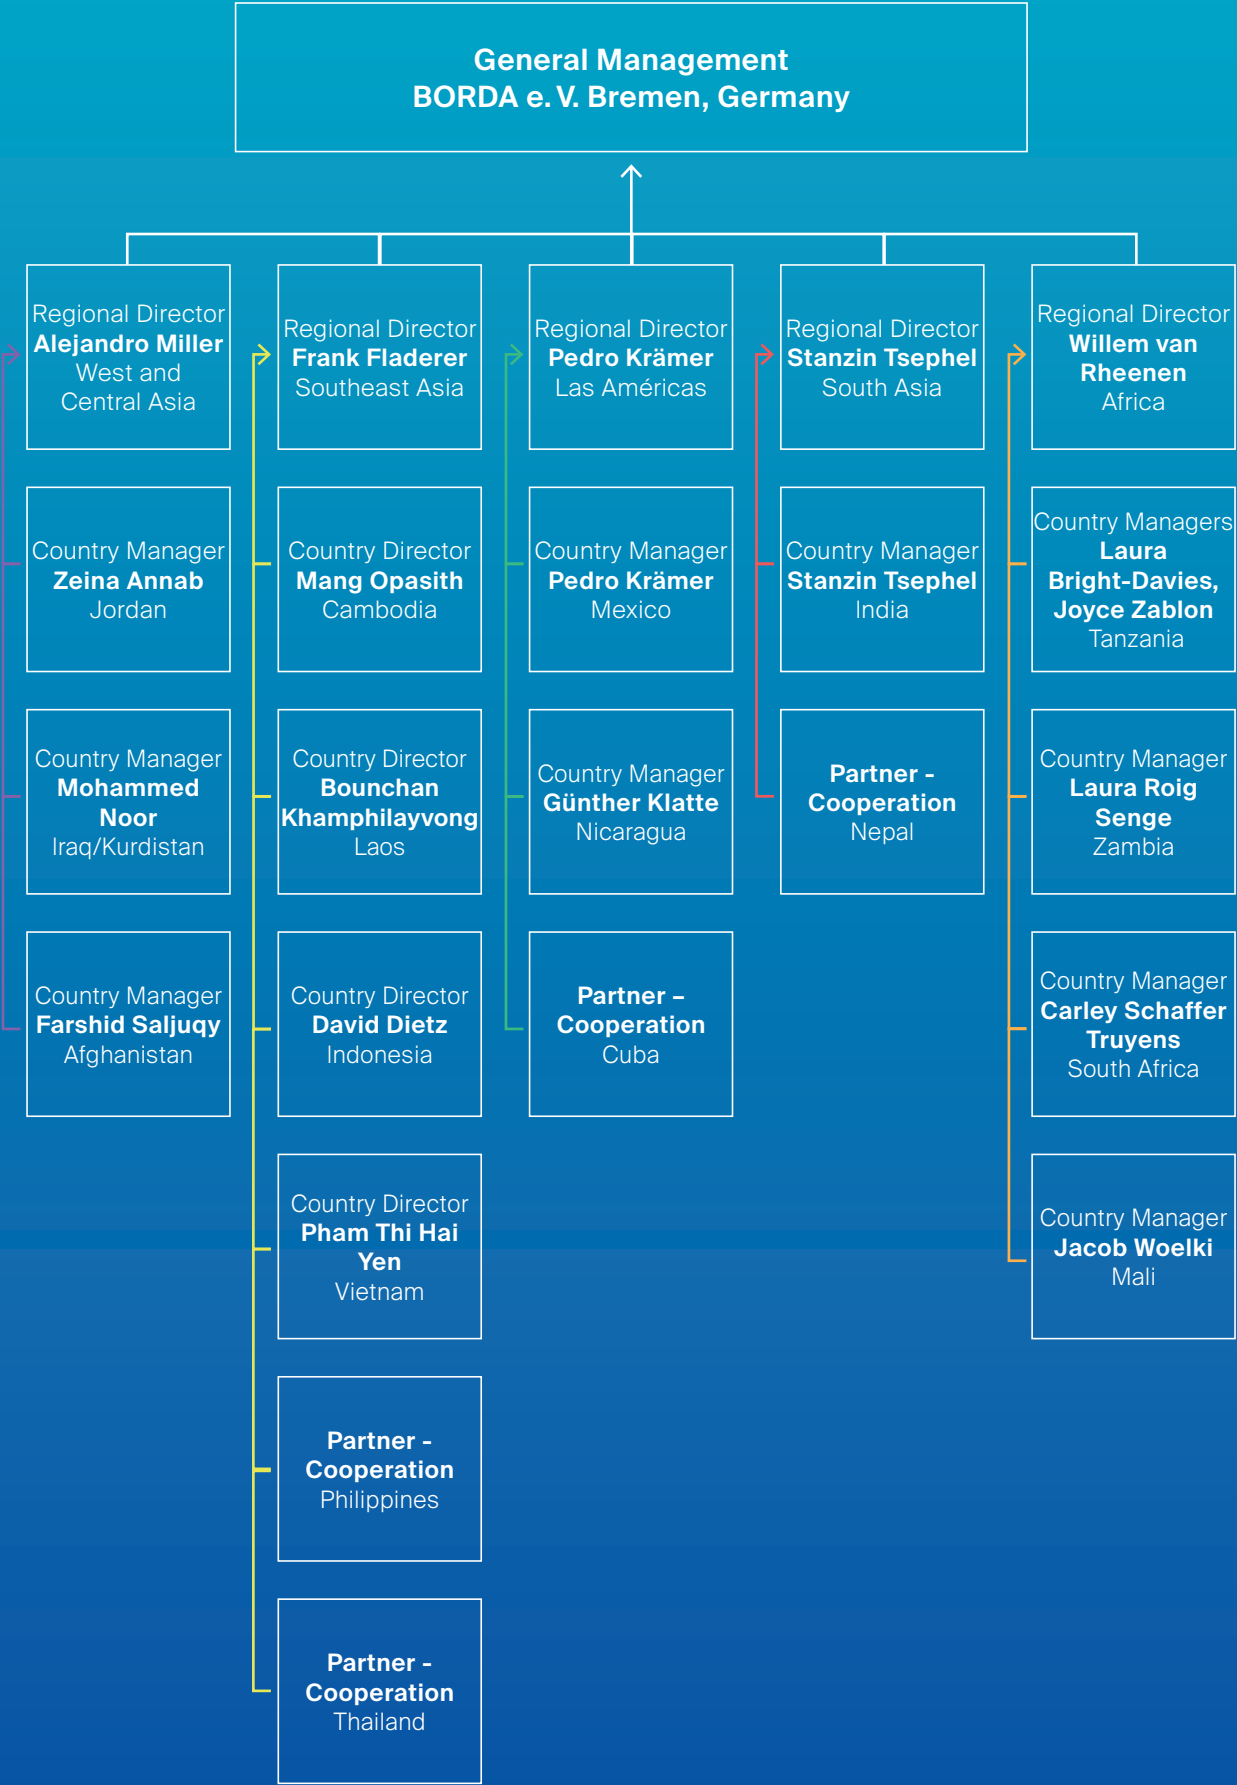 General Management
BORDA e. V. Bremen, Germany
Regional Director
Alejandro Miller
West and
Central Asia
Country Manager
Zeina Annab
Jordan
Country Manager
Mohammed
Noor
Iraq/Kurdistan
Country Manager
Farshid Saljuqy
Afghanistan
Regional Director
Frank Fladerer
Southeast Asia
Country Director
Mang Opasith
Cambodia
Country Director
Bounchan
Khamphilayvong
Laos
Country Director
David Dietz
Indonesia
Country Director
Pham Thi Hai
Yen
Vietnam
Partner -
Cooperation
Philippines
Partner -
Cooperation
Thailand
Regional Director
Pedro Krämer
Las Américas
Country Manager
Pedro Krämer
Mexico
Country Manager
Günther Klatte
Nicaragua
Partner –
Cooperation
Cuba
Regional Director
Stanzin Tsephel
South Asia
Country Manager
Stanzin Tsephel
India
Partner -
Cooperation
Nepal
Regional Director
Willem van
Rheenen
Africa
Country Managers
Laura
Bright-Davies,
Joyce Zablon
Tanzania
Country Manager
Laura Roig
Senge
Zambia
Country Manager
Carley Schaffer
Truyens
South Africa
Country Manager
Jacob Woelki
Mali